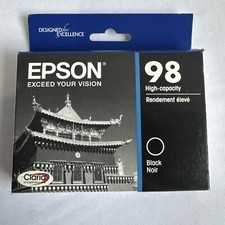 DESIGNED for EXCELLENCE
EPSON®
EXCEED YOUR VISION
98
High-capacity
Rendement élevé
Black
Noir
Claria